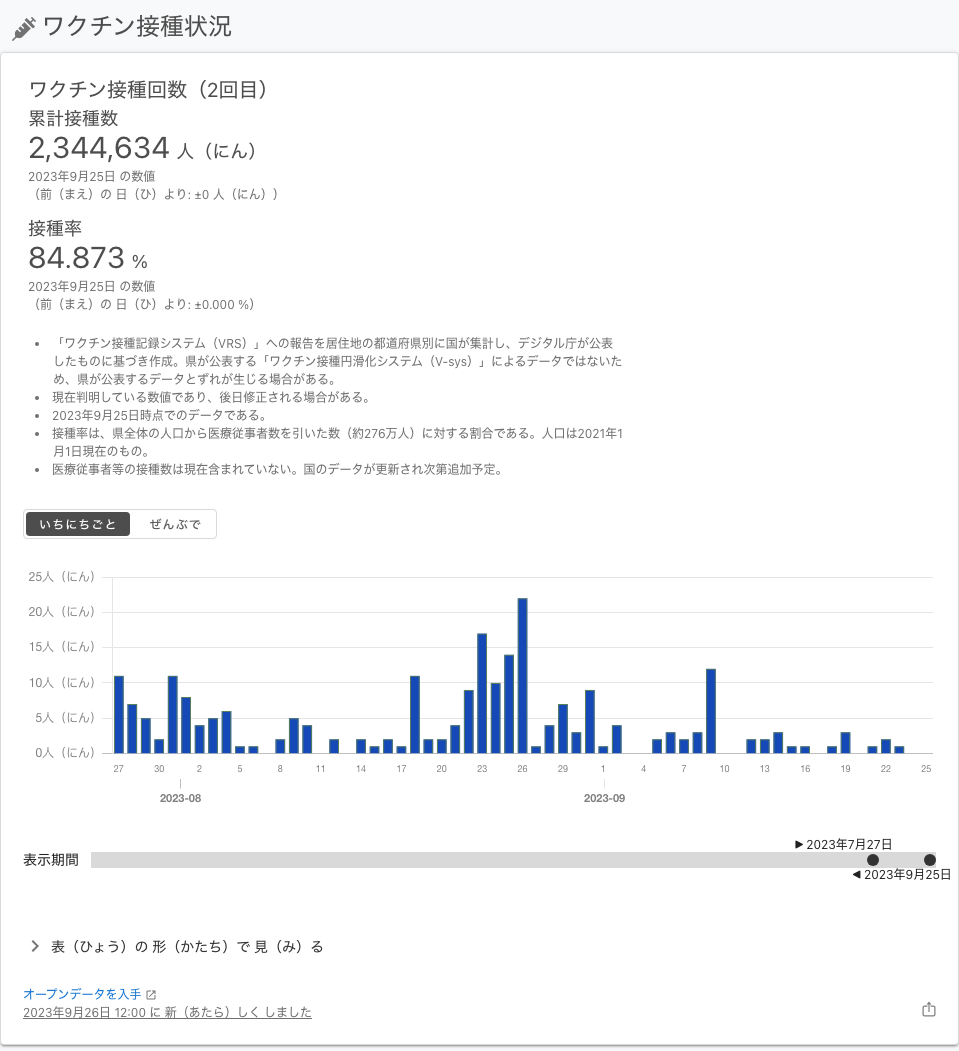 ワクチン接種状況
ワクチン接種回数（2回目）
累計接種数
2,344,634 人（にん）
2023年9月25日 の数値
（前（まえ）の 日（ひ）より: ±0 人（にん））
接種率
84.873 %
2023年9月25日 の数値
（前（まえ）の 日（ひ）より: ±0.000 %）
• 「ワクチン接種記録システム（VRS）」への報告を居住地の都道府県別に国が集計し、デジタル庁が公表
したものに基づき作成。県が公表する「ワクチン接種円滑化システム（V-sys）」によるデータではないた
め、県が公表するデータとずれが生じる場合がある。
• 現在判明している数値であり、後日修正される場合がある。
• 2023年9月25日時点でのデータである。
• 接種率は、県全体の人口から医療従事者数を引いた数（約276万人）に対する割合である。人口は2021年1
月1日現在のもの。
• 医療従事者等の接種数は現在含まれていない。国のデータが更新され次第追加予定。
いちにちごと ぜんぶで
25人（にん）
20人（にん）
15人（にん）
10人（にん）
5人（にん）
0人（にん）
27 30 2 5 8 11 14 17 20 23 26 29 1 4 7 10 13 16 19 22 25
2023-08 2023-09
▶ 2023年7月27日
表示期間
◀ 2023年9月25日
表（ひょう）の 形（かたち）で 見（み）る
オープンデータを入手
2023年9月26日 12:00 に 新（あたら）しく しました